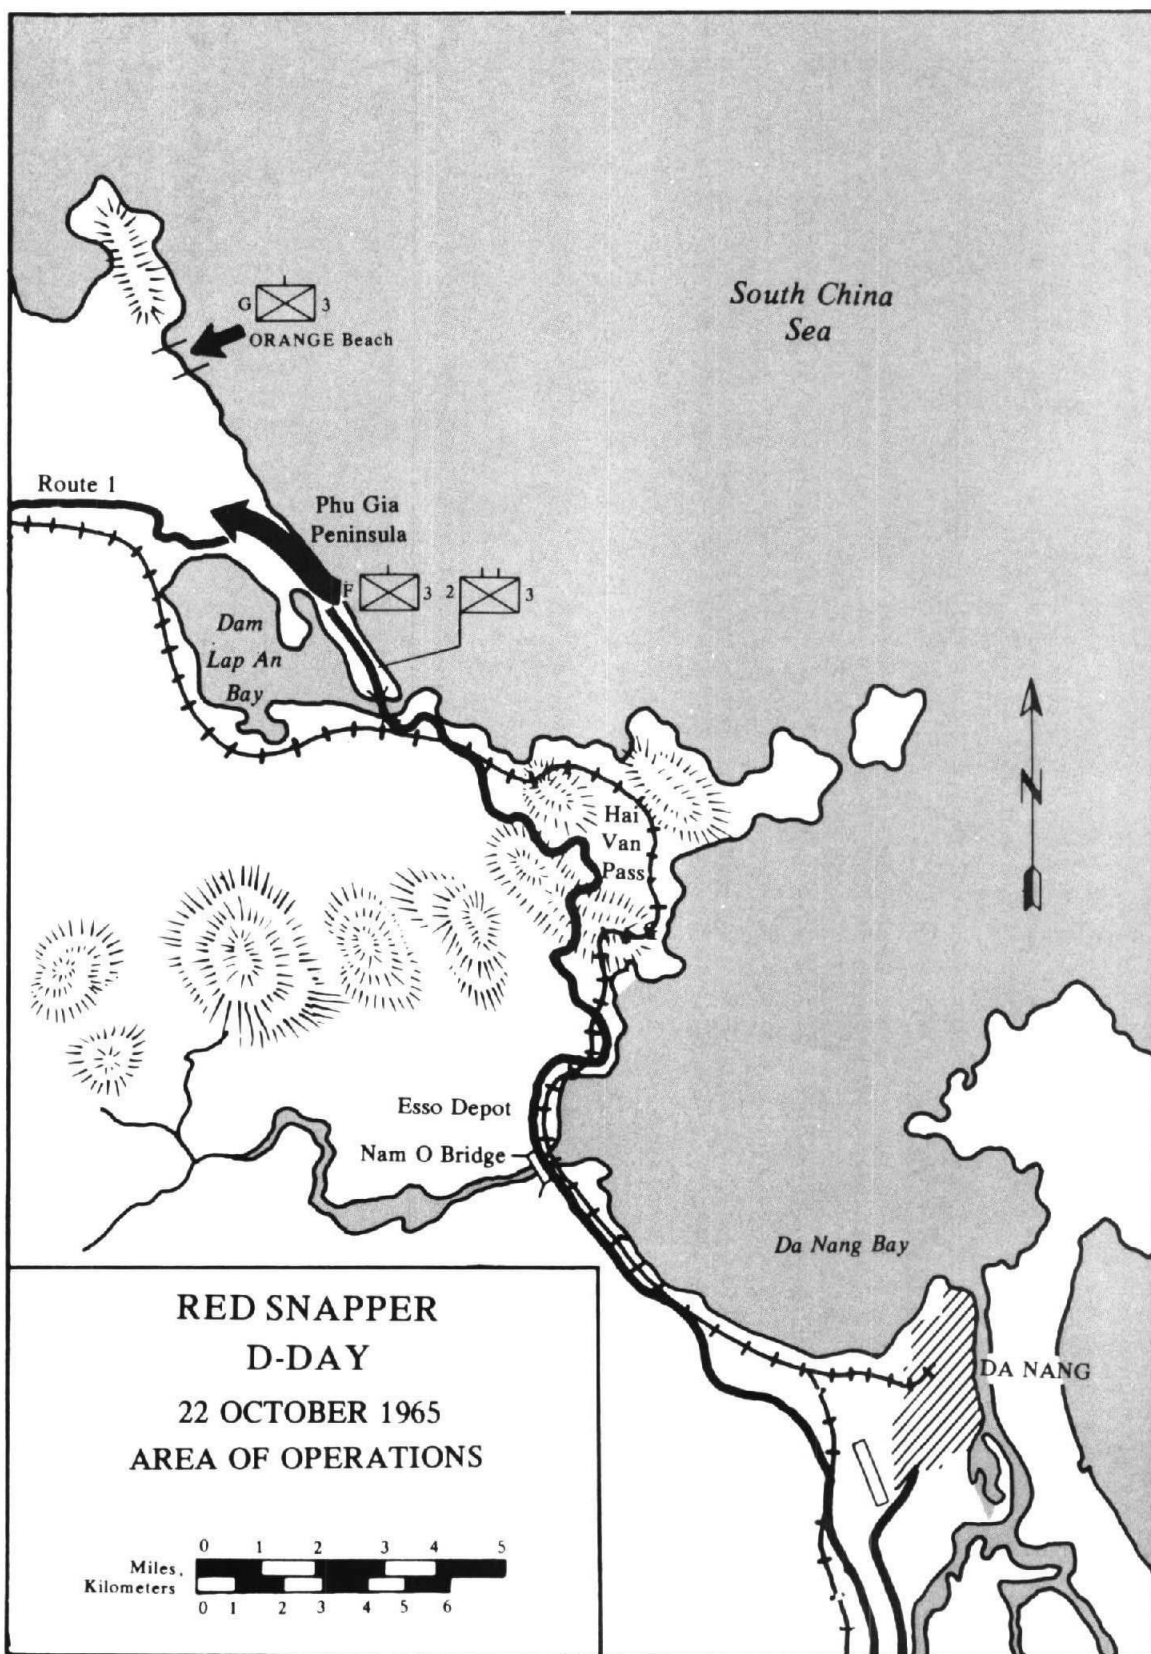 South China
Sea
G 3
ORANGE Beach
Route 1
Phu Gia
Peninsula
F 3 2 3
Dam
Lap An
Bay
N
Hai
Van
Pass
Esso Depot
Nam O Bridge
Da Nang Bay
DA NANG
RED SNAPPER
D-DAY
22 OCTOBER 1965
AREA OF OPERATIONS
0 1 2 3 4 5
Miles
Kilometers
0 1 2 3 4 5 6